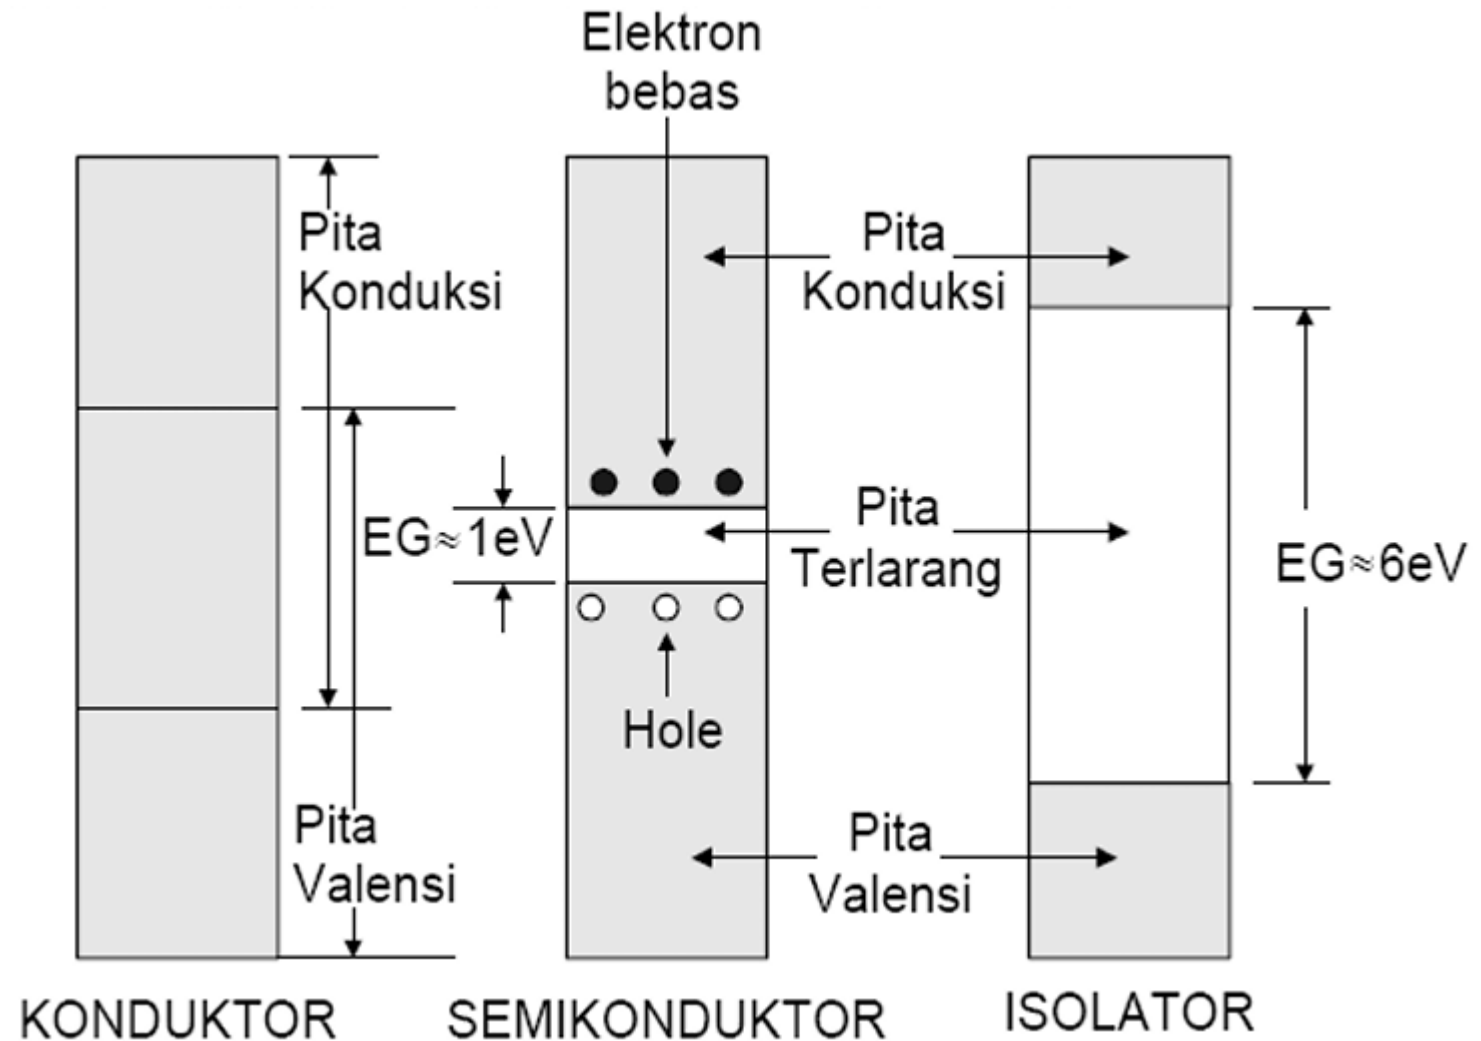 Elektron
bebas
Pita
Konduksi
Pita
Konduksi
EG≈1eV
Pita
Terlarang
EG≈6eV
Hole
Pita
Valensi
Pita
Valensi
KONDUKTOR
SEMIKONDUKTOR
ISOLATOR